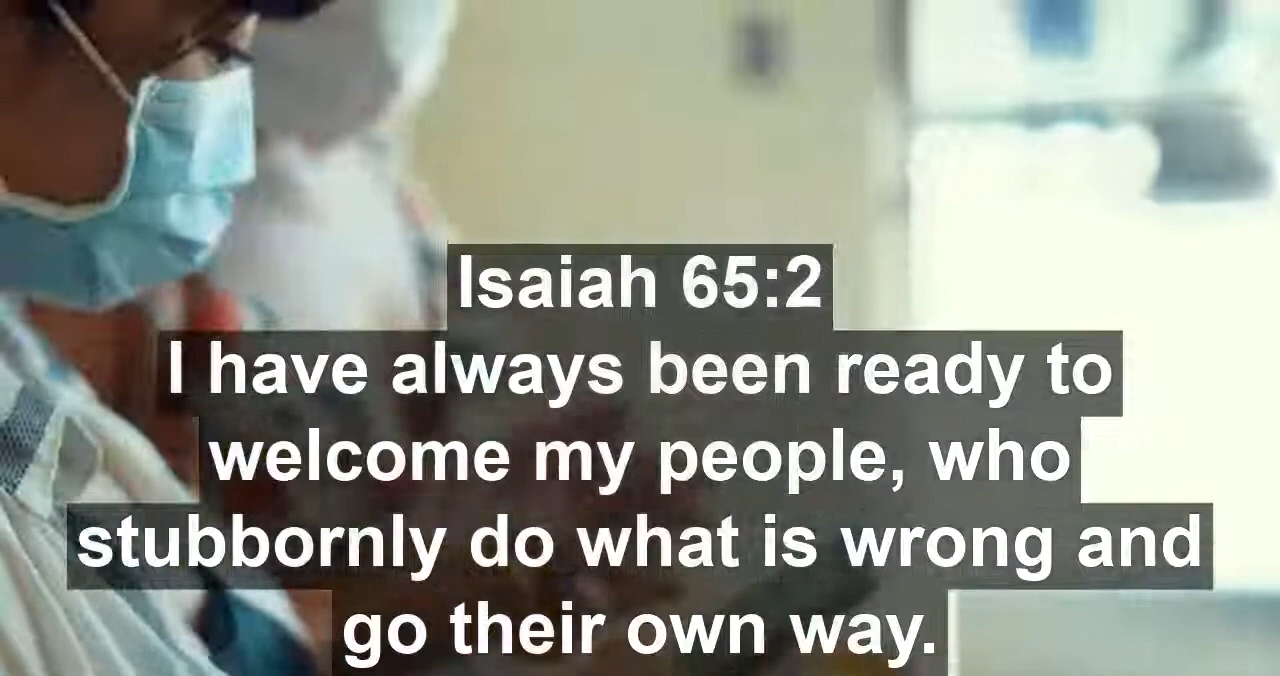 Isaiah 65:2
I have always been ready to
welcome my people, who
stubbornly do what is wrong and
go their own way.